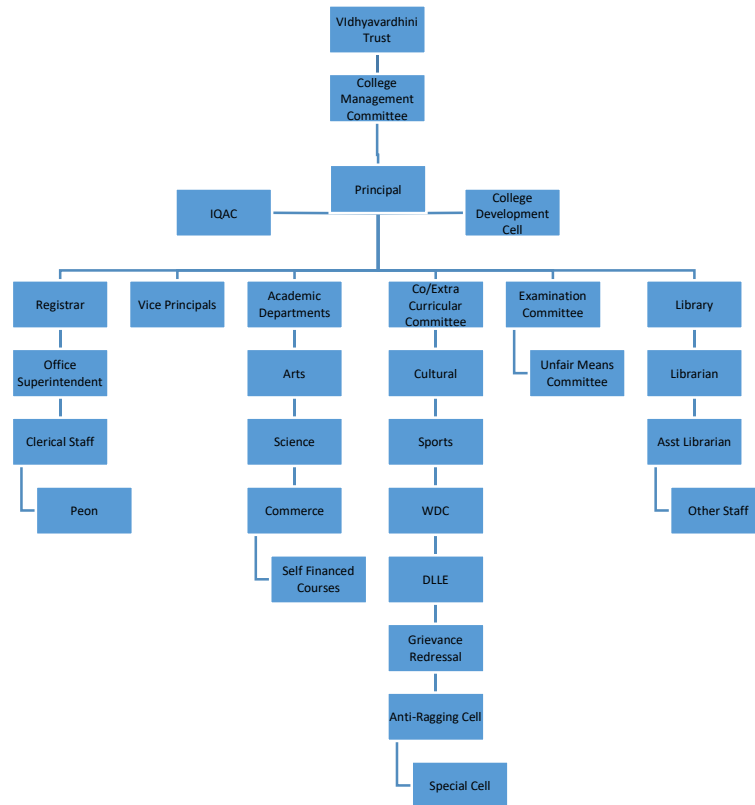 VIdhyavardhini
Trust
College
Management
Committee
Principal
IQAC
College
Development
Cell
Registrar
Vice Principals
Academic
Departments
Co/Extra
Curricular
Committee
Examination
Committee
Library
Office
Superintendent
Arts
Cultural
Unfair Means
Committee
Librarian
Clerical Staff
Science
Sports
Asst Librarian
Peon
Commerce
WDC
Other Staff
Self Financed
Courses
DLLE
Grievance
Redressal
Anti-Ragging Cell
Special Cell